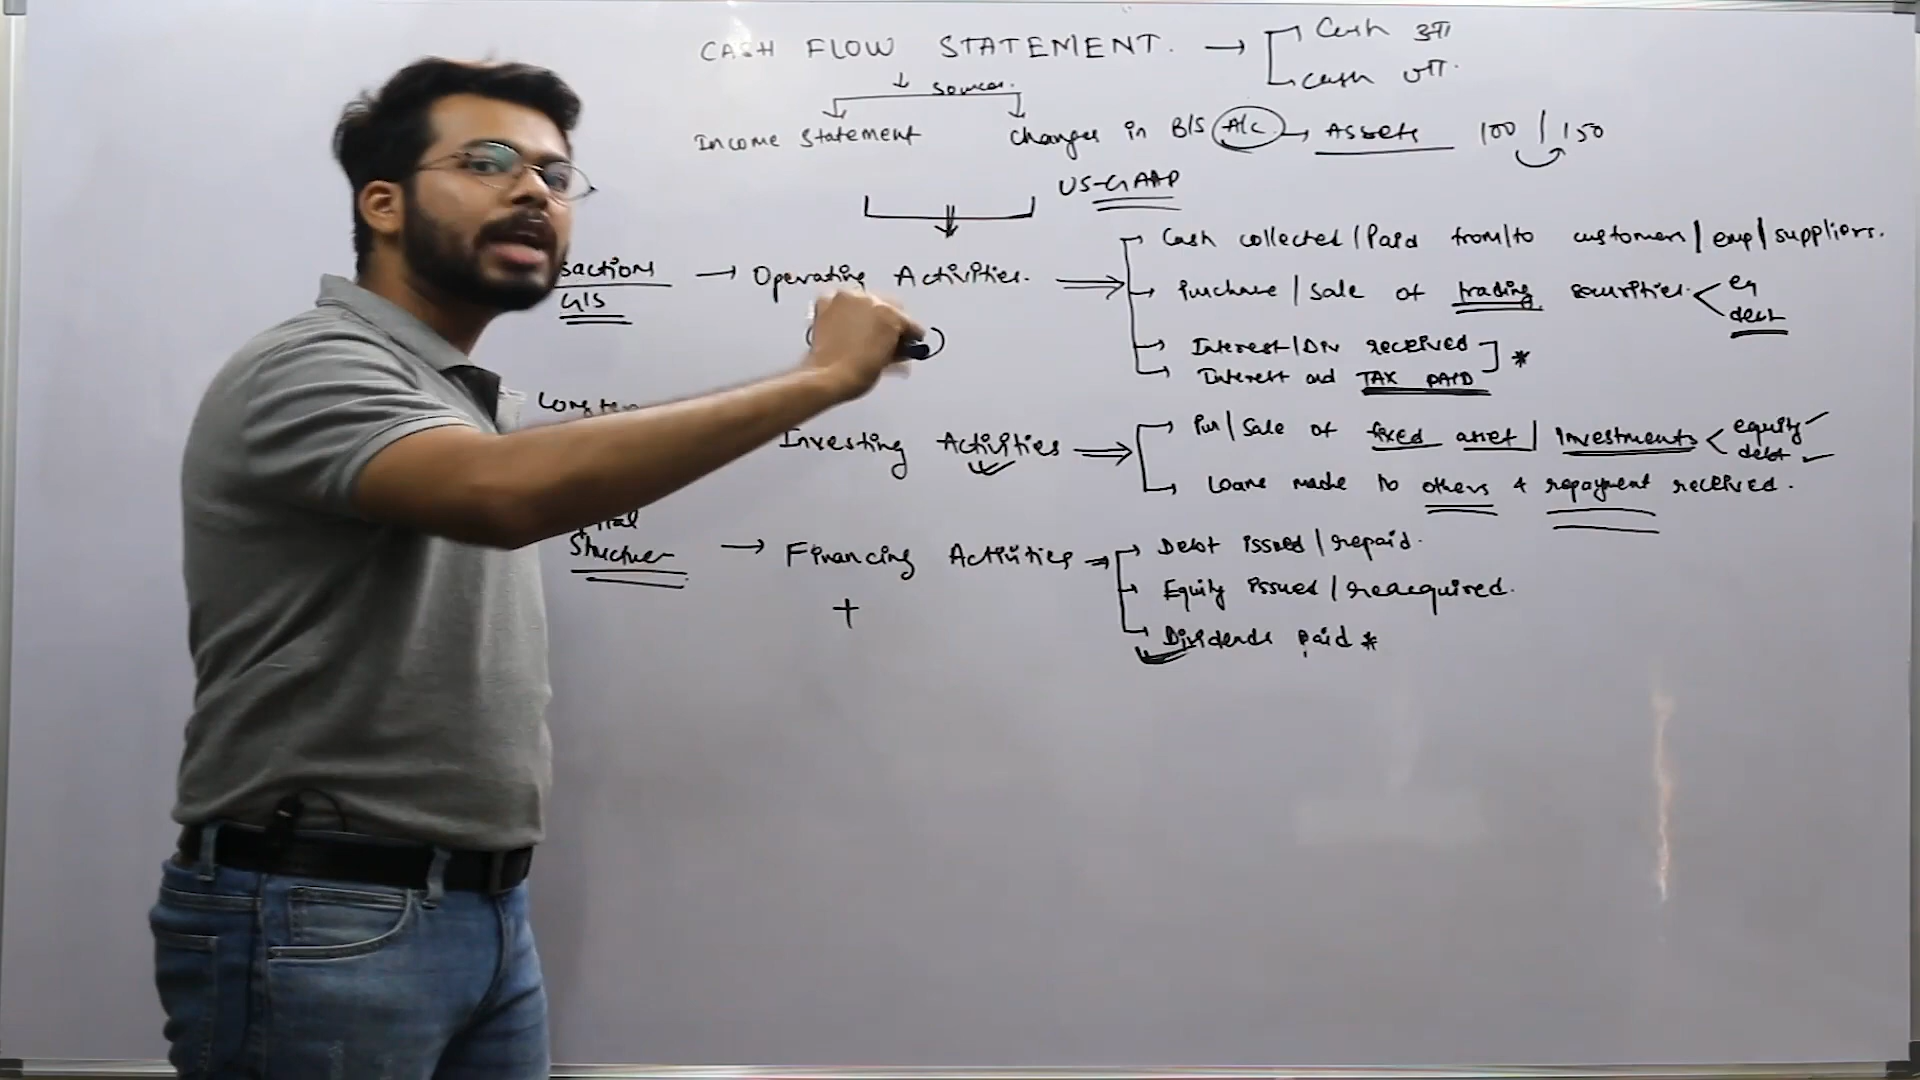 CASH FLOW STATEMENT. → Cash आ
Cash जा.
↓ sources.
Income Statement Changes in B/S A/c → Assets 100 | 150
US-GAAP
Cash collected / Paid from/to customers / emp / suppliers.
sactions → Operating Activities. ⇒ Purchase / Sale of trading securities. < eq
debt
G/S
Interest / Div received
Interest and TAX PAID *
Long ter
Investing Activities ⇒ Pur / Sale of fixed asset / Investments < equity
debt
Loans made to others & repayment received.
Structure → Financing Activities ⇒ Debt issued / repaid.
Equity issued / reacquired.
+
Dividends paid *